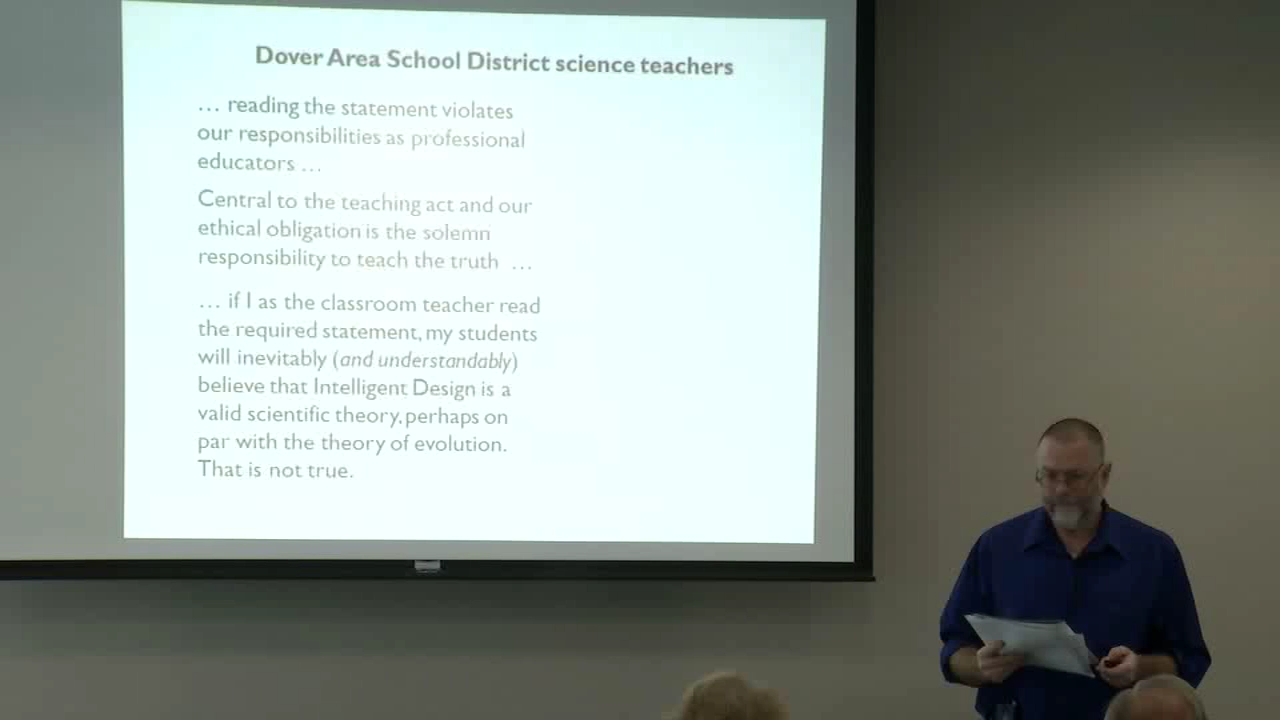 Dover Area School District science teachers
… reading the statement violates
our responsibilities as professional
educators …
Central to the teaching act and our
ethical obligation is the solemn
responsibility to teach the truth …
… if I as the classroom teacher read
the required statement, my students
will inevitably (and understandably)
believe that Intelligent Design is a
valid scientific theory, perhaps on
par with the theory of evolution.
That is not true.